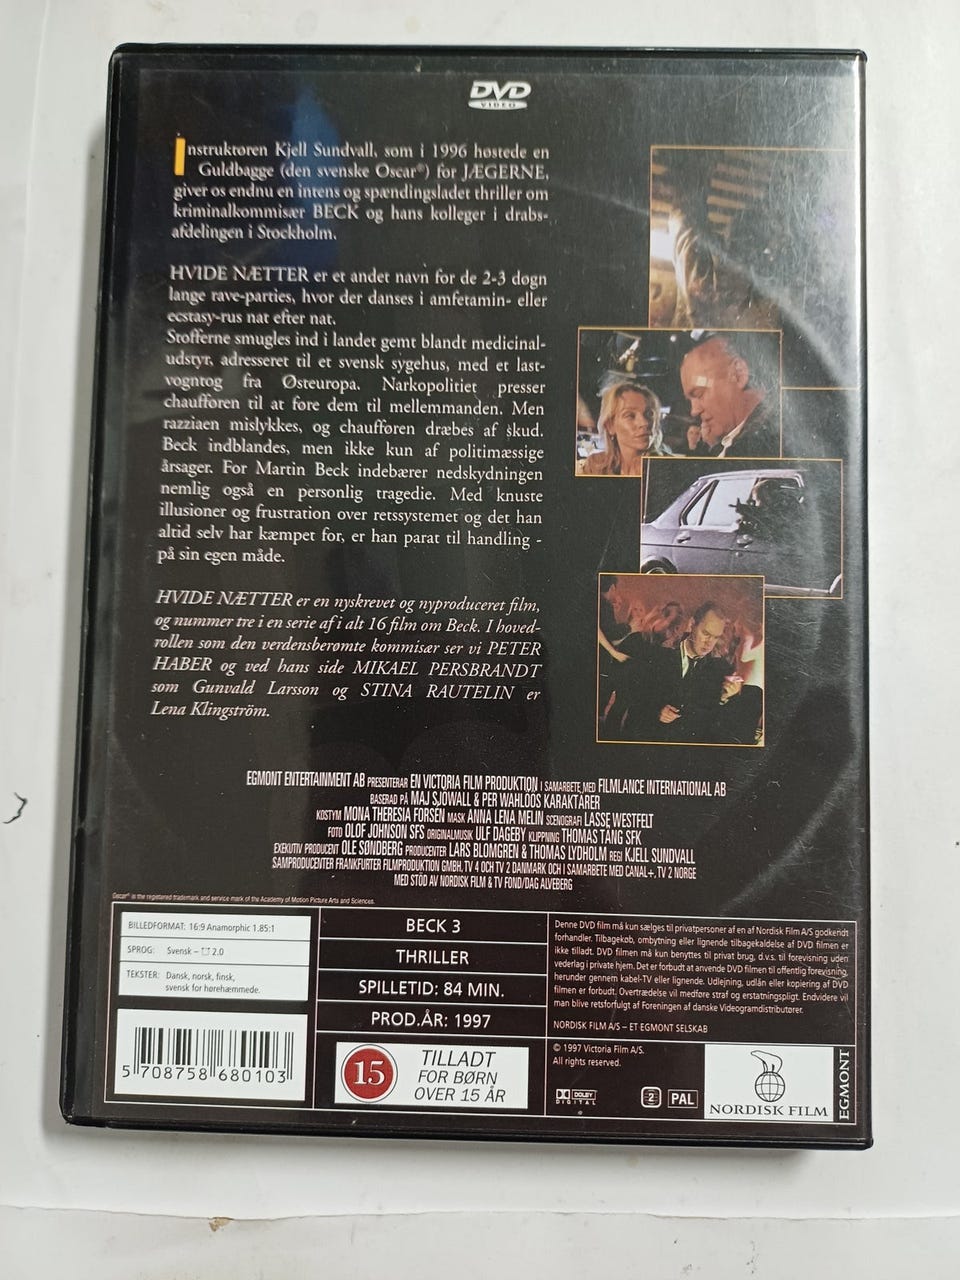 DVD
VIDEO
Instruktøren Kjell Sundvall, som i 1996 høstede en
Guldbagge (den svenske Oscar®) for JÆGERNE,
giver os endnu en intens og spændingsladet thriller om
kriminalkommisær BECK og hans kolleger i drabs-
afdelingen i Stockholm.
HVIDE NÆTTER er et andet navn for de 2-3 døgn
lange rave-parties, hvor der danses i amfetamin- eller
ecstasy-rus nat efter nat.
Stofferne smugles ind i landet gemt blandt medicinal-
udstyr, adresseret til et svensk sygehus, med et last-
vogntog fra Østeuropa. Narkopolitiet presser
chaufføren til at føre dem til mellemmanden. Men
razziaen mislykkes, og chaufføren dræbes af skud.
Beck indblandes, men ikke kun af politimæssige
årsager. For Martin Beck indebærer nedskydningen
nemlig også en personlig tragedie. Med knuste
illusioner og frustration over retssystemet og det han
altid selv har kæmpet for, er han parat til handling -
på sin egen måde.
HVIDE NÆTTER er en nyskrevet og nyproduceret film,
og nummer tre i en serie af i alt 16 film om Beck. I hoved-
rollen som den verdensberømte kommisær ser vi PETER
HABER og ved hans side MIKAEL PERSBRANDT
som Gunvald Larsson og STINA RAUTELIN er
Lena Klingström.
EGMONT ENTERTAINMENT AB PRESENTERAR EN VICTORIA FILM PRODUKTION I SAMARBETE MED FILMLANCE INTERNATIONAL AB
BASERAD PÅ MAJ SJÖWALL & PER WAHLÖÖS KARAKTÄRER
KOSTYM MONA THERESIA FORSÉN MASK ANNA LENA MELIN SCENOGRAFI LASSE WESTFELT
FOTO OLOF JOHNSON SFS ORIGINALMUSIK ULF DAGEBY KLIPPNING THOMAS TÄNG SFK
EXEKUTIV PRODUCENT OLE SØNDBERG PRODUCENTER LARS BLOMGREN & THOMAS LYDHOLM REGI KJELL SUNDVALL
SAMPRODUCENTER FRANKFURTER FILMPRODUKTION GMBH, TV 4 OCH TV 2 DANMARK OCH I SAMARBETE MED CANAL+, TV 2 NORGE
MED STÖD AV NORDISK FILM & TV FOND/DAG ALVEBERG
Oscar® is the registered trademark and service mark of the Academy of Motion Picture Arts and Sciences.
BILLEDFORMAT: 16:9 Anamorphic 1.85:1
SPROG: Svensk – 2.0
TEKSTER: Dansk, norsk, finsk,
svensk for hørehæmmede.
5 708758 680103
BECK 3
THRILLER
SPILLETID: 84 MIN.
PROD.ÅR: 1997
15
TILLADT
FOR BØRN
OVER 15 ÅR
Denne DVD film må kun sælges til privatpersoner af en af Nordisk Film A/S godkendt
forhandler. Tilbagekøb, ombytning eller lignende tilbagekaldelse af DVD filmen er
ikke tilladt. DVD filmen må kun benyttes til privat brug, d.v.s. til forevisning uden
vederlag i private hjem. Det er forbudt at anvende DVD filmen til offentlig forevisning,
herunder gennem kabel-TV eller lignende. Udlejning, udlån eller kopiering af DVD
filmen er forbudt. Overtrædelse vil medføre straf og erstatningspligt. Endvidere vil
man blive retsforfulgt af Foreningen af danske Videogramdistributører.
NORDISK FILM A/S – ET EGMONT SELSKAB
© 1997 Victoria Film A/S.
All rights reserved.
DOLBY
DIGITAL
2
PAL
NORDISK FILM
EGMONT